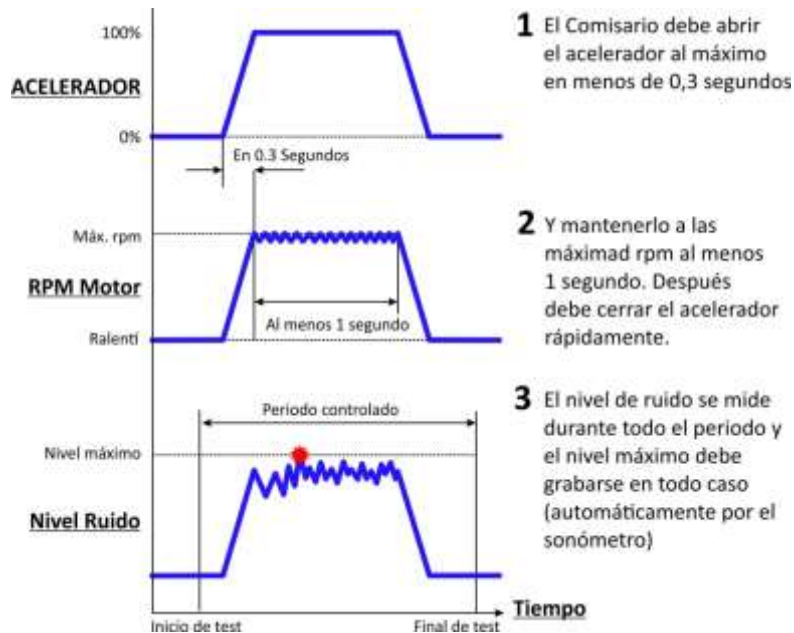 100%
ACELERADOR
0%
En 0.3 Segundos
1 El Comisario debe abrir
el acelerador al máximo
en menos de 0,3 segundos
Máx. rpm
RPM Motor
Ralentí
Al menos 1 segundo
2 Y mantenerlo a las
máximad rpm al menos
1 segundo. Después
debe cerrar el acelerador
rápidamente.
Periodo controlado
Nivel máximo
Nivel Ruido
3 El nivel de ruido se mide
durante todo el periodo y
el nivel máximo debe
grabarse en todo caso
(automáticamente por el
sonómetro)
Tiempo
Inicio de test
Final de test